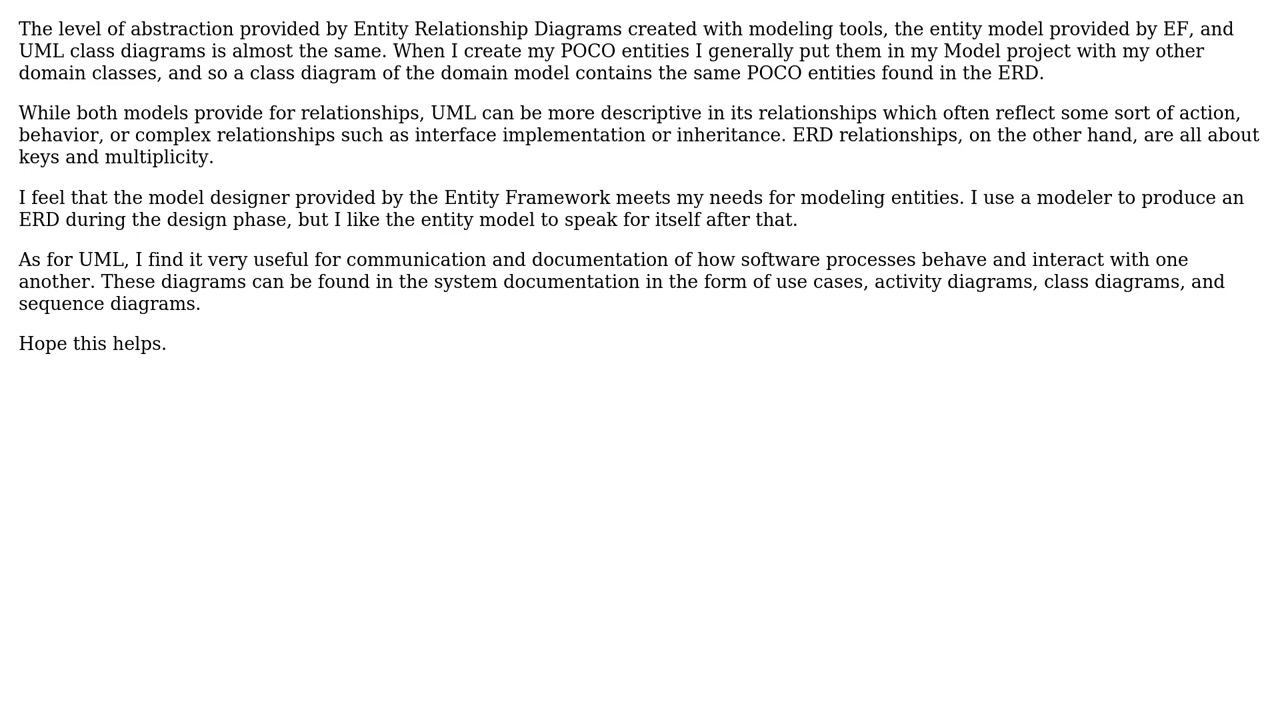 The level of abstraction provided by Entity Relationship Diagrams created with modeling tools, the entity model provided by EF, and
UML class diagrams is almost the same. When I create my POCO entities I generally put them in my Model project with my other
domain classes, and so a class diagram of the domain model contains the same POCO entities found in the ERD.
While both models provide for relationships, UML can be more descriptive in its relationships which often reflect some sort of action,
behavior, or complex relationships such as interface implementation or inheritance. ERD relationships, on the other hand, are all about
keys and multiplicity.
I feel that the model designer provided by the Entity Framework meets my needs for modeling entities. I use a modeler to produce an
ERD during the design phase, but I like the entity model to speak for itself after that.
As for UML, I find it very useful for communication and documentation of how software processes behave and interact with one
another. These diagrams can be found in the system documentation in the form of use cases, activity diagrams, class diagrams, and
sequence diagrams.
Hope this helps.